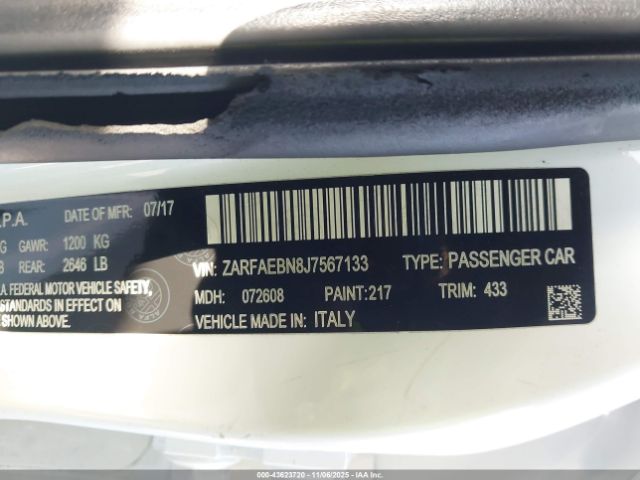 .P.A. DATE OF MFR: 07/17
G GAWR: 1200 KG
B REAR: 2646 LB
.A. FEDERAL MOTOR VEHICLE SAFETY,
STANDARDS IN EFFECT ON
SHOWN ABOVE.
VIN: ZARFAEBN8J7567133 TYPE: PASSENGER CAR
MDH: 072608 PAINT: 217 TRIM: 433
VEHICLE MADE IN: ITALY
000-43623720 - 11/06/2025 - IAAI.COM